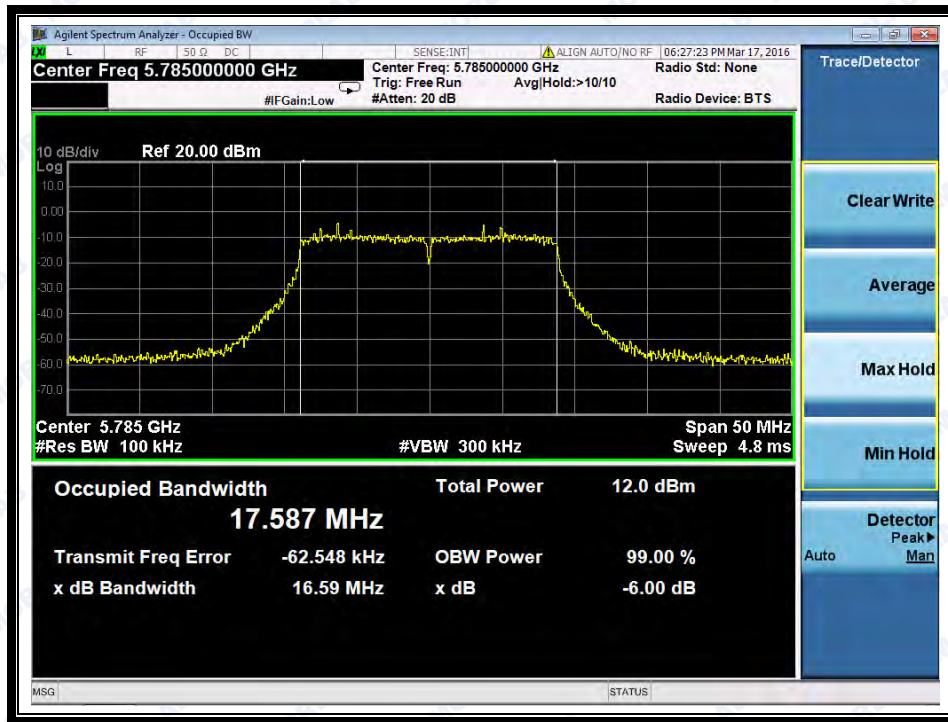 Agilent Spectrum Analyzer - Occupied BW
LXI L RF 50 Ω DC SENSE:INT ALIGN AUTO/NO RF 06:27:23 PM Mar 17, 2016
Center Freq 5.785000000 GHz Center Freq: 5.785000000 GHz Radio Std: None
Trig: Free Run Avg|Hold:>10/10
#IFGain:Low #Atten: 20 dB Radio Device: BTS
Trace/Detector
10 dB/div Ref 20.00 dBm
Log
10.0
0.00
-10.0
-20.0
-30.0
-40.0
-50.0
-60.0
-70.0
Center 5.785 GHz Span 50 MHz
#Res BW 100 kHz #VBW 300 kHz Sweep 4.8 ms
Clear Write
Average
Max Hold
Min Hold
Detector
Peak▶
Auto Man
Occupied Bandwidth Total Power 12.0 dBm
17.587 MHz
Transmit Freq Error -62.548 kHz OBW Power 99.00 %
x dB Bandwidth 16.59 MHz x dB -6.00 dB
MSG STATUS